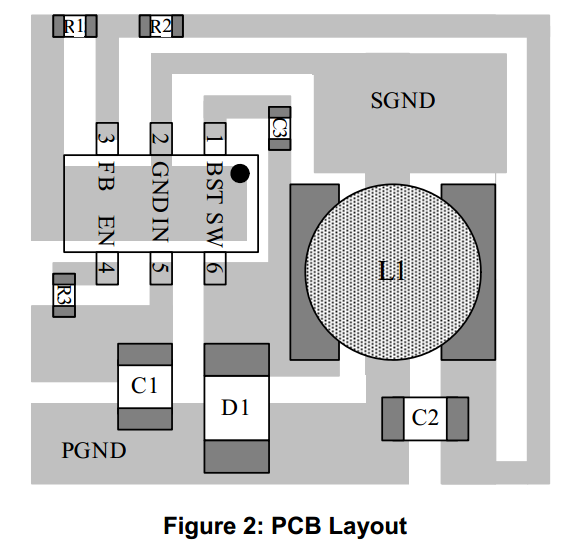 R1 R2
SGND
C3
3 2 1
FB GND BST
EN IN SW
4 5 6
L1
R3
C1
D1
C2
PGND
Figure 2: PCB Layout